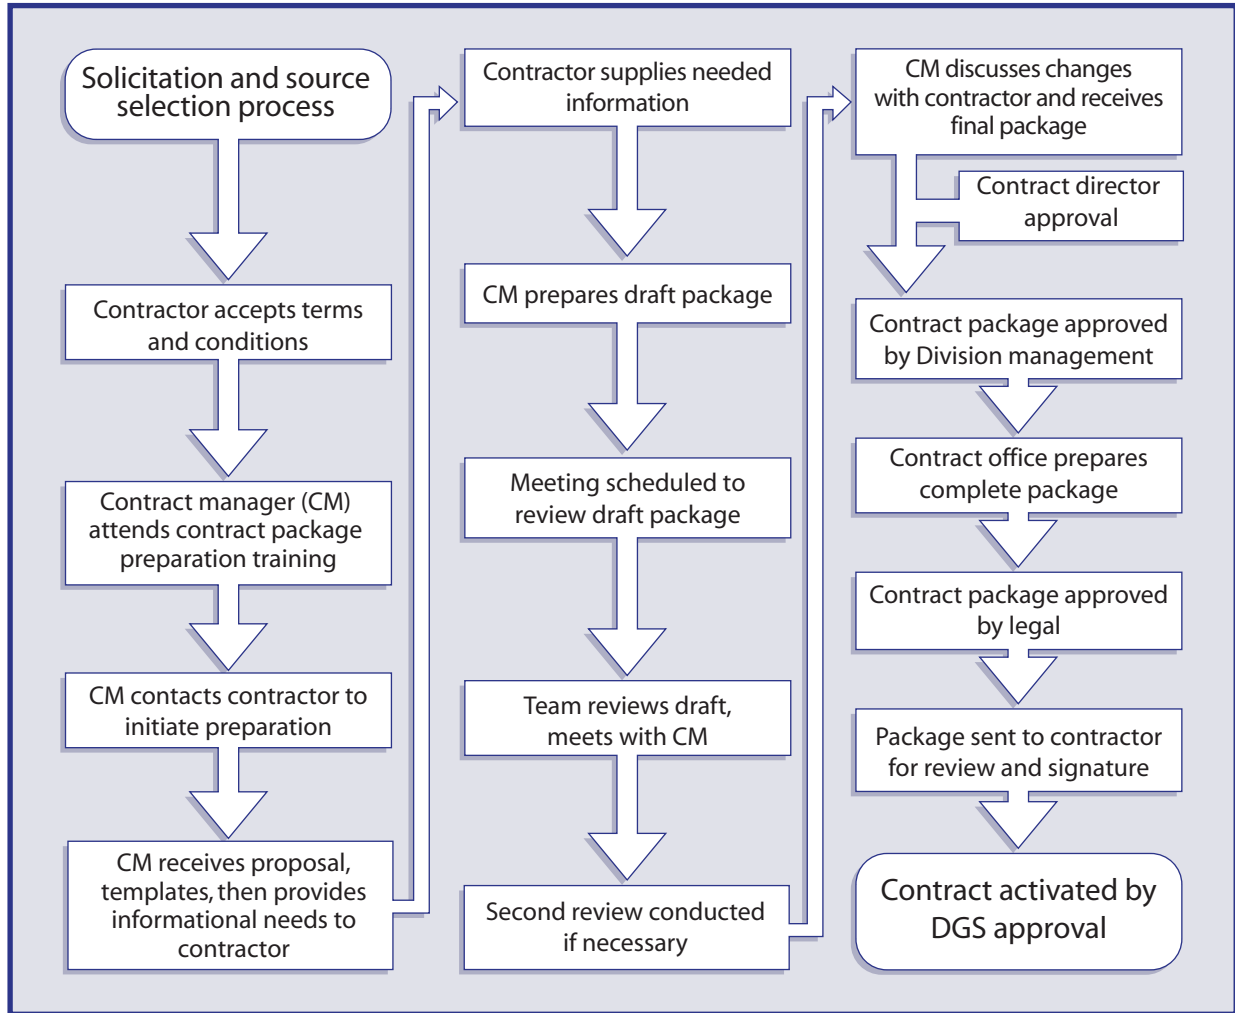 Solicitation and source
selection process
Contractor accepts terms
and conditions
Contract manager (CM)
attends contract package
preparation training
CM contacts contractor to
initiate preparation
CM receives proposal,
templates, then provides
informational needs to
contractor
Contractor supplies needed
information
CM prepares draft package
Meeting scheduled to
review draft package
Team reviews draft,
meets with CM
Second review conducted
if necessary
CM discusses changes
with contractor and receives
final package
Contract director
approval
Contract package approved
by Division management
Contract office prepares
complete package
Contract package approved
by legal
Package sent to contractor
for review and signature
Contract activated by
DGS approval